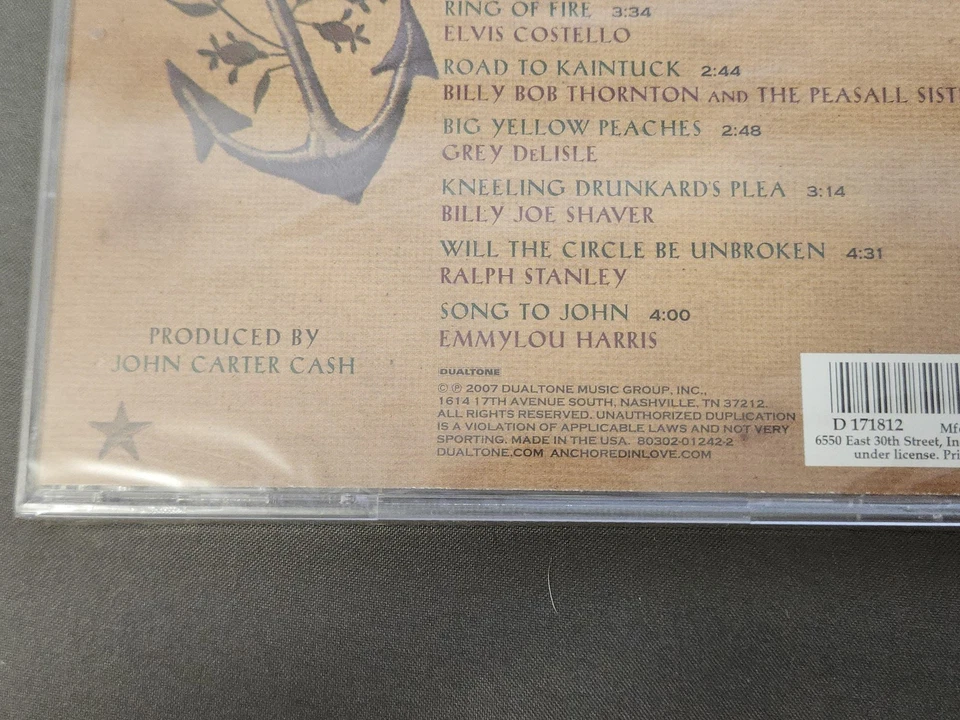 RING OF FIRE 3:34
ELVIS COSTELLO
ROAD TO KAINTUCK 2:44
BILLY BOB THORNTON AND THE PEASALL
BIG YELLOW PEACHES 2:48
GREY DELISLE
KNEELING DRUNKARD'S PLEA 3:14
BILLY JOE SHAVER
WILL THE CIRCLE BE UNBROKEN 4:31
RALPH STANLEY
SONG TO JOHN 4:00
EMMYLOU HARRIS
PRODUCED BY
JOHN CARTER CASH
DUALTONE
© ℗ 2007 DUALTONE MUSIC GROUP, INC.,
1614 17TH AVENUE SOUTH, NASHVILLE, TN 37212.
ALL RIGHTS RESERVED. UNAUTHORIZED DUPLICATION
IS A VIOLATION OF APPLICABLE LAWS AND NOT VERY
SPORTING. MADE IN THE USA. 80302-01242-2
DUALTONE.COM ANCHOREDINLOVE.COM
D 171812
6550 East 30th Street,
under license.